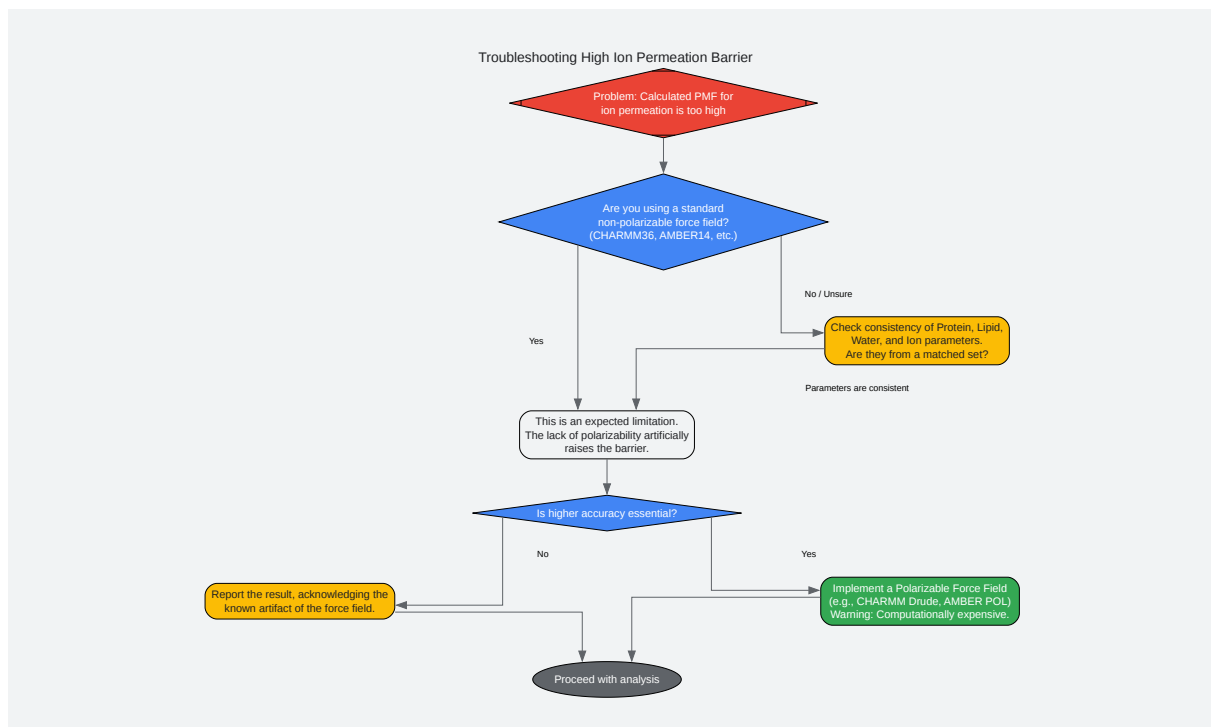 Troubleshooting High Ion Permeation Barrier
Problem: Calculated PMF for
ion permeation is too high
Are you using a standard
non-polarizable force field?
(CHARMM36, AMBER14, etc.)
No / Unsure
Check consistency of Protein, Lipid,
Water, and Ion parameters.
Are they from a matched set?
Yes
Parameters are consistent
This is an expected limitation.
The lack of polarizability artificially
raises the barrier.
Is higher accuracy essential?
No
Yes
Report the result, acknowledging the
known artifact of the force field.
Implement a Polarizable Force Field
(e.g., CHARMM Drude, AMBER POL)
Warning: Computationally expensive.
Proceed with analysis